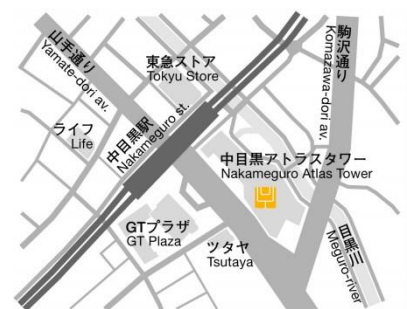 山手通り
Yamate-dori av.
東急ストア
Tokyu Store
駒沢通り
Komazawa-dori av.
ライフ
Life
中目黒駅
Nakameguro st.
中目黒アトラスタワー
Nakameguro Atlas Tower
GTプラザ
GT Plaza
ツタヤ
Tsutaya
目黒川
Meguro-river